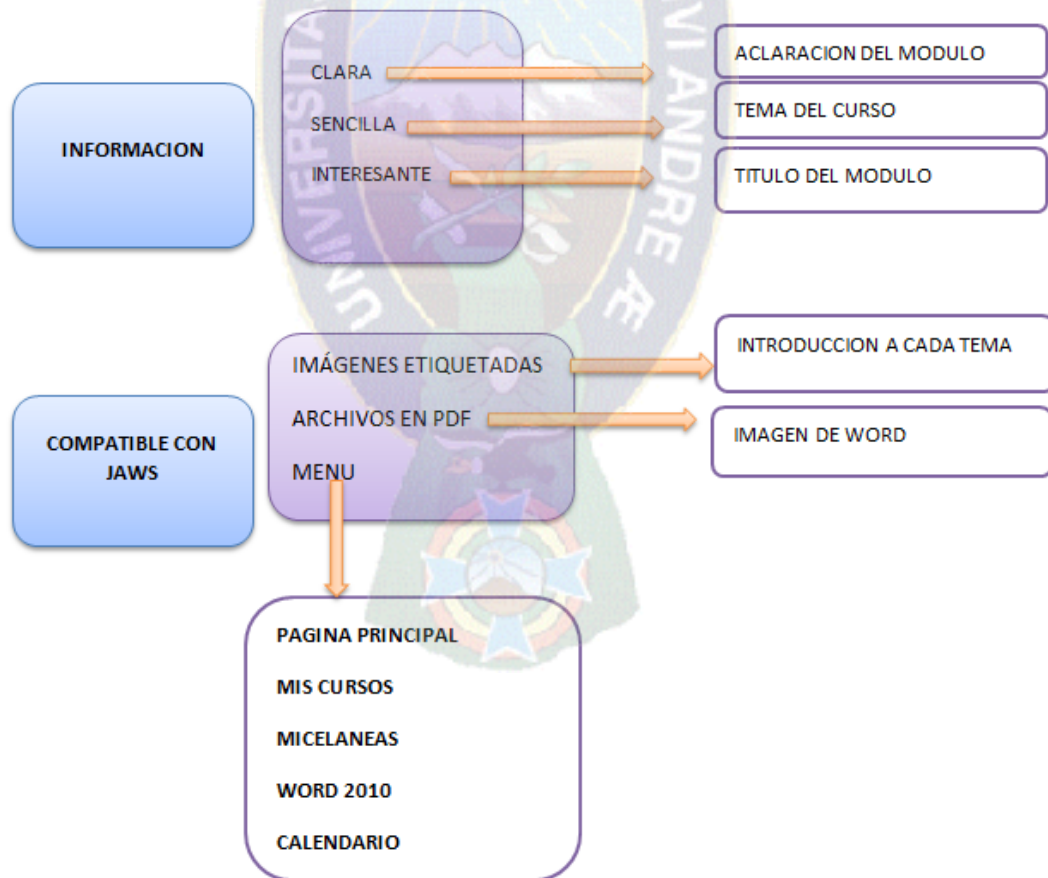 INFORMACION
CLARA
SENCILLA
INTERESANTE
ACLARACION DEL MODULO
TEMA DEL CURSO
TITULO DEL MODULO
COMPATIBLE CON
JAWS
IMÁGENES ETIQUETADAS
ARCHIVOS EN PDF
MENU
INTRODUCCION A CADA TEMA
IMAGEN DE WORD
PAGINA PRINCIPAL
MIS CURSOS
MICELANEAS
WORD 2010
CALENDARIO